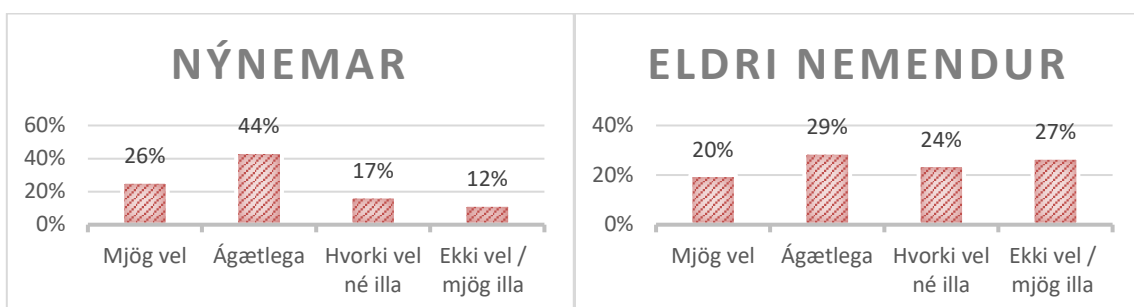 NÝNEMAR
60%
40%
20%
0%
26%
44%
17%
12%
Mjög vel
Ágætlega
Hvorki vel
né illa
Ekki vel /
mjög illa
ELDRI NEMENDUR
40%
20%
0%
20%
29%
24%
27%
Mjög vel
Ágætlega
Hvorki vel
né illa
Ekki vel /
mjög illa